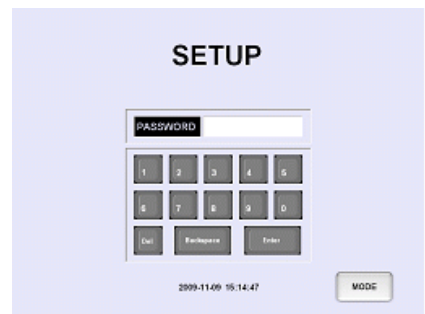 SETUP
PASSWORD
1 2 3 4 5
6 7 8 9 0
Del Backspace Enter
2009-11-09 15:14:47
MODE